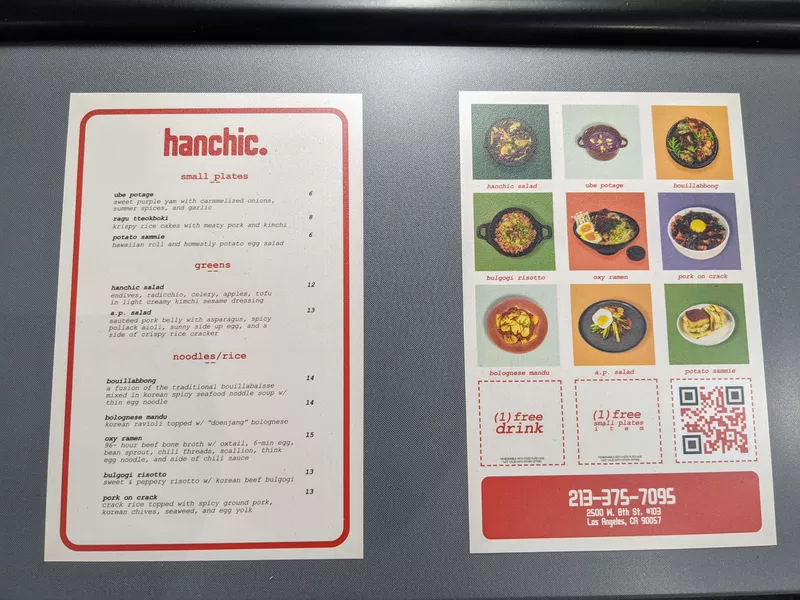 hanchic.
small plates
ube potage 6
sweet purple yam with caramelized onions,
summer spices, and garlic
ragu tteokboki 8
krispy rice cakes with meaty pork and kimchi
potato sammie 6
hawaiian roll and homestly potato egg salad
greens
hanchic salad 12
endives, radicchio, celery, apples, tofu
in light creamy kimchi sesame dressing
a.p. salad 13
sautéed pork belly with asparagus, spicy
pollack aioli, sunny side up egg, and a
side of crispy rice cracker
noodles/rice
bouillabbong 14
a fusion of the traditional bouillabaisse
mixed in korean spicy seafood noddle soup w/
thin egg noodle
bolognese mandu 14
korean ravioli topped w/ "doenjang" bolognese
oxy ramen 15
96- hour beef bone broth w/ oxtail, 6-min egg,
bean sprout, chili threads, scallion, think
egg noodle, and side of chili sauce
bulgogi risotto 13
sweet & peppery risotto w/ korean beef bulgogi
pork on crack 13
crack rice topped with spicy ground pork,
korean chives, seaweed, and egg yolk
hanchic salad
ube potage
bouillabbong
bulgogi risotto
oxy ramen
pork on crack
bolognese mandu
a.p. salad
potato sammie
(1) free
drink
(1) free
small plates
item
213-375-7095
2500 W. 8th St. #103
Los Angeles, CA 90057